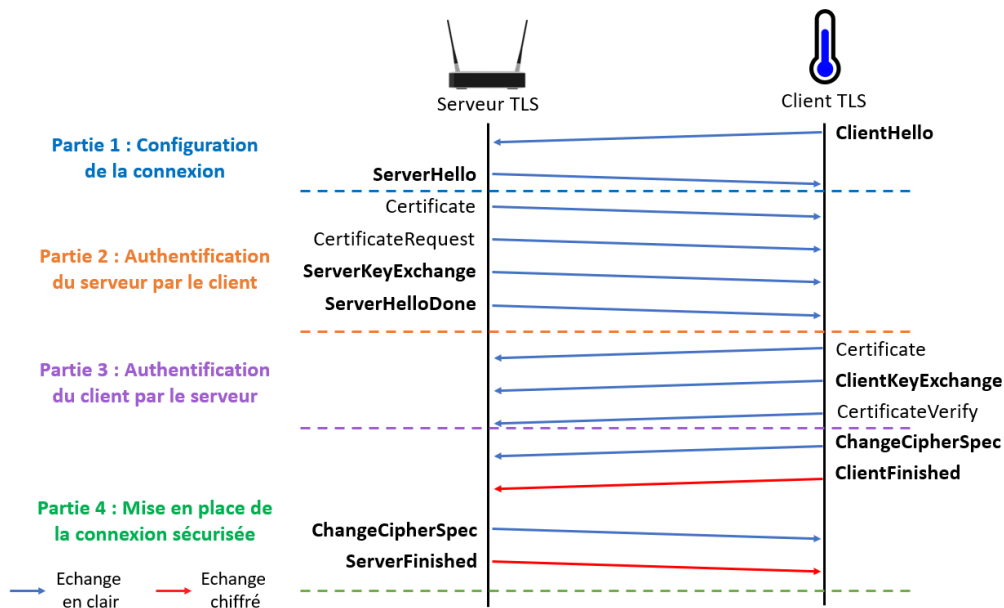 Serveur TLS
Client TLS
Partie 1 : Configuration
de la connexion
ClientHello
ServerHello
Certificate
CertificateRequest
Partie 2 : Authentification
du serveur par le client
ServerKeyExchange
ServerHelloDone
Certificate
Partie 3 : Authentification
du client par le serveur
ClientKeyExchange
CertificateVerify
ChangeCipherSpec
ClientFinished
Partie 4 : Mise en place de
la connexion sécurisée
ChangeCipherSpec
ServerFinished
Echange
en clair
Echange
chiffré